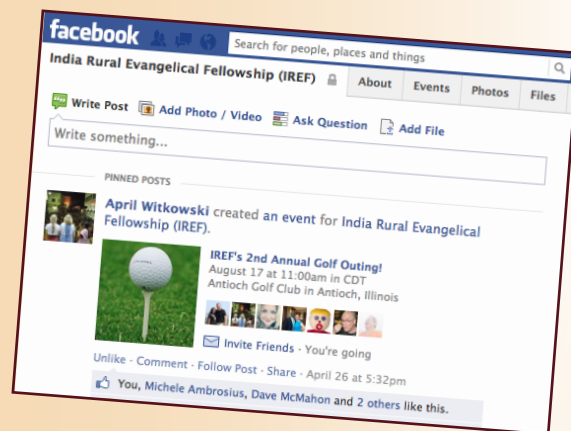 facebook
Search for people, places and things
India Rural Evangelical Fellowship (IREF)
About Events Photos Files
Write Post Add Photo / Video Ask Question Add File
Write something...
PINNED POSTS
April Witkowski created an event for India Rural Evangelical
Fellowship (IREF).
IREF's 2nd Annual Golf Outing!
August 17 at 11:00am in CDT
Antioch Golf Club in Antioch, Illinois
Invite Friends · You're going
Unlike · Comment · Follow Post · Share · April 26 at 5:32pm
You, Michele Ambrosius, Dave McMahon and 2 others like this.